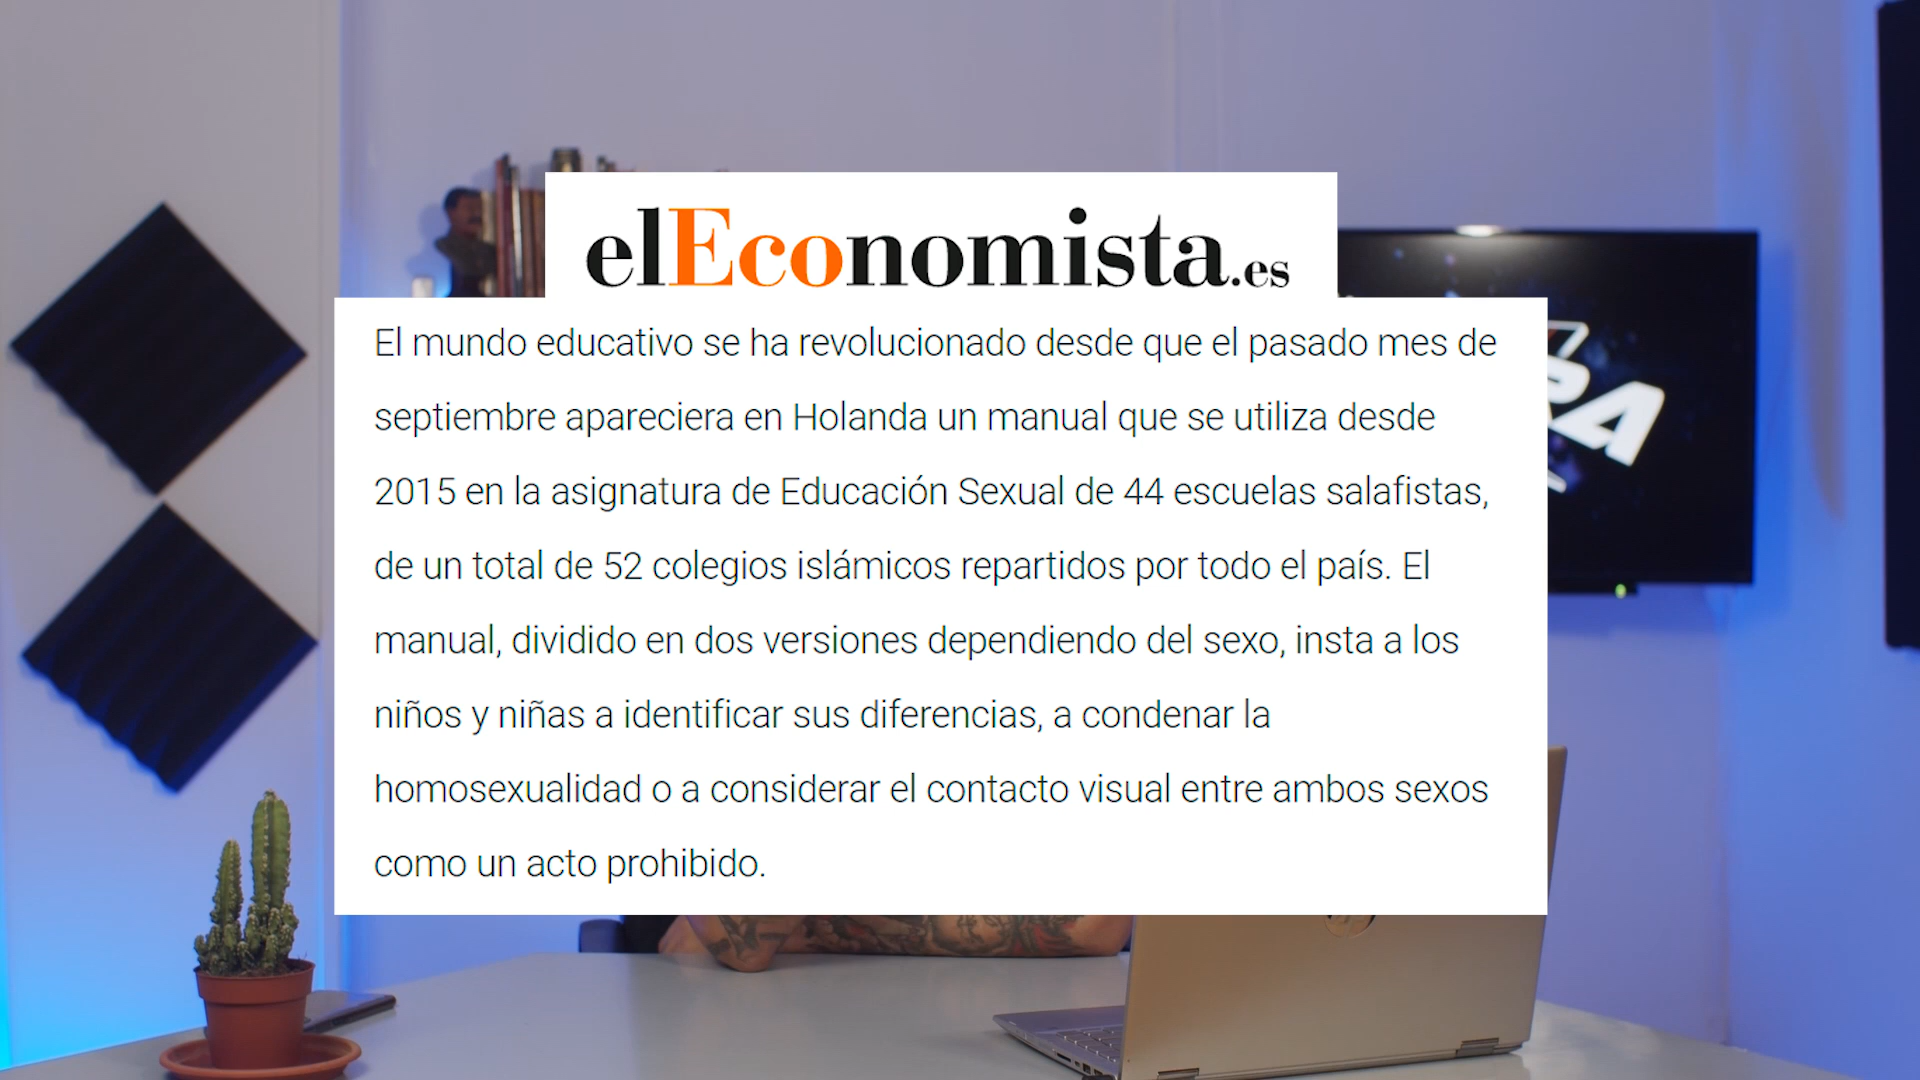 elEconomista.es
El mundo educativo se ha revolucionado desde que el pasado mes de
septiembre apareciera en Holanda un manual que se utiliza desde
2015 en la asignatura de Educación Sexual de 44 escuelas salafistas,
de un total de 52 colegios islámicos repartidos por todo el país. El
manual, dividido en dos versiones dependiendo del sexo, insta a los
niños y niñas a identificar sus diferencias, a condenar la
homosexualidad o a considerar el contacto visual entre ambos sexos
como un acto prohibido.